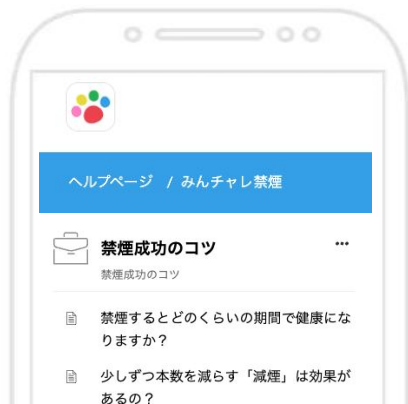 ヘルプページ / みんチャレ禁煙
禁煙成功のコツ
禁煙成功のコツ
禁煙するとどのくらいの期間で健康にな
りますか？
少しずつ本数を減らす「減煙」は効果が
あるの？